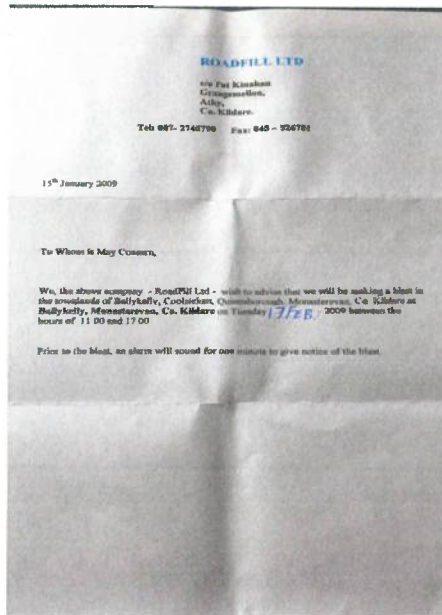 ROADFILL LTD
c/o Pat Kinahan
Grangemellon,
Athy,
Co. Kildare.
Tel: 087- 2746790 Fax: 045 - 526781
15th January 2009
To Whom is May Concern,
We, the above company - RoadFill Ltd - wish to advise that we will be making a blast in
the townlands of Ballykelly, Coolsickan, Queensborough, Monasterevan, Co. Kildare at
Ballykelly, Monasterevan, Co. Kildare on Tuesday 17/FEB 2009 between the
hours of 11 00 and 17 00
Prior to the blast, an alarm will sound for one minute to give notice of the blast.